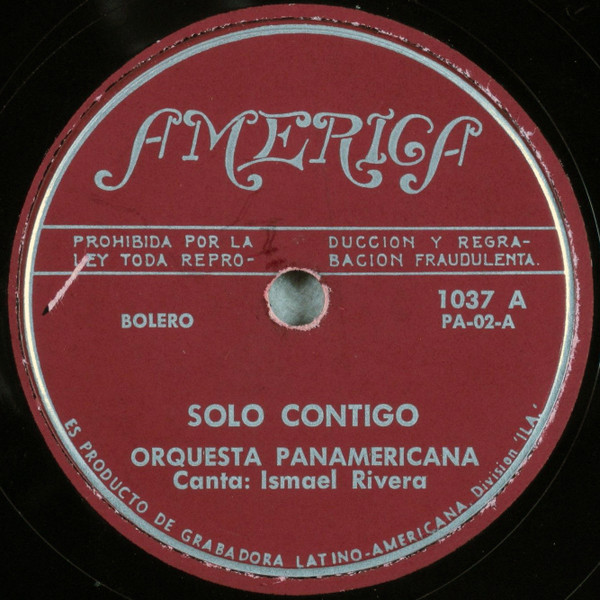 AMERICA
PROHIBIDA POR LA
LEY TODA REPRO-
DUCCION Y REGRA-
BACION FRAUDULENTA.
BOLERO
1037 A
PA-02-A
SOLO CONTIGO
ORQUESTA PANAMERICANA
Canta: Ismael Rivera
ES PRODUCTO DE GRABADORA LATINO-AMERICANA, División 'ILA,'